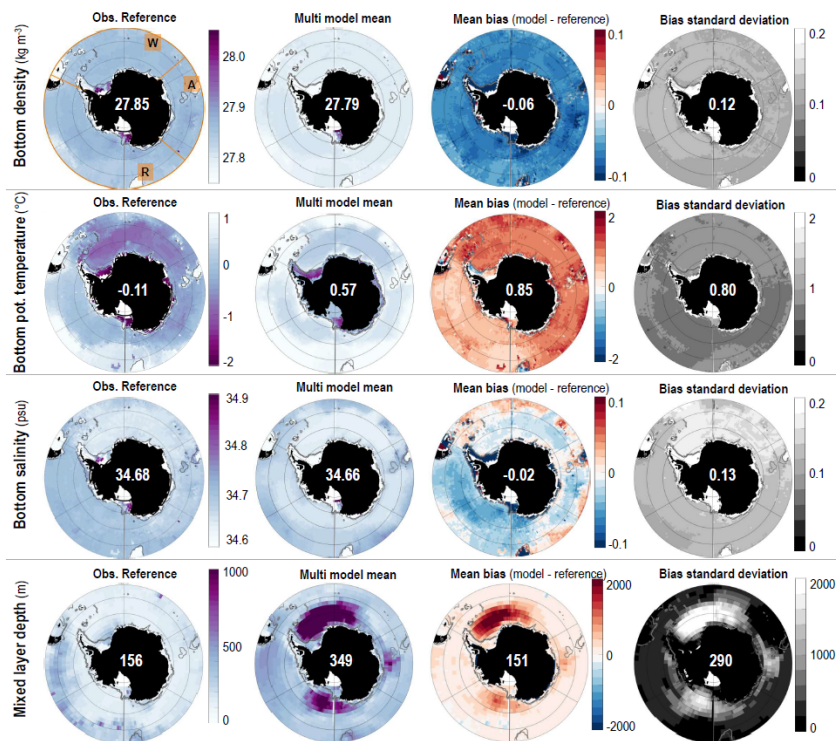 Obs. Reference Multi model mean Mean bias (model - reference) Bias standard deviation
Bottom density (kg m-³)
W
A
R
27.85 27.79 -0.06 0.12
28.0
27.9
27.8
0.1
0
-0.1
0.2
0.1
0
Obs. Reference Multi model mean Mean bias (model - reference) Bias standard deviation
Bottom pot. temperature (°C)
-0.11 0.57 0.85 0.80
1
0
-1
-2
2
1
0
-2
2
1
0
Obs. Reference Multi model mean Mean bias (model - reference) Bias standard deviation
Bottom salinity (psu)
34.68 34.66 -0.02 0.13
34.9
34.8
34.7
34.6
0.1
0
-0.1
0.2
0.1
0
Obs. Reference Multi model mean Mean bias (model - reference) Bias standard deviation
Mixed layer depth (m)
156 349 151 290
1000
500
0
2000
1000
0
-2000
2000
1000
0